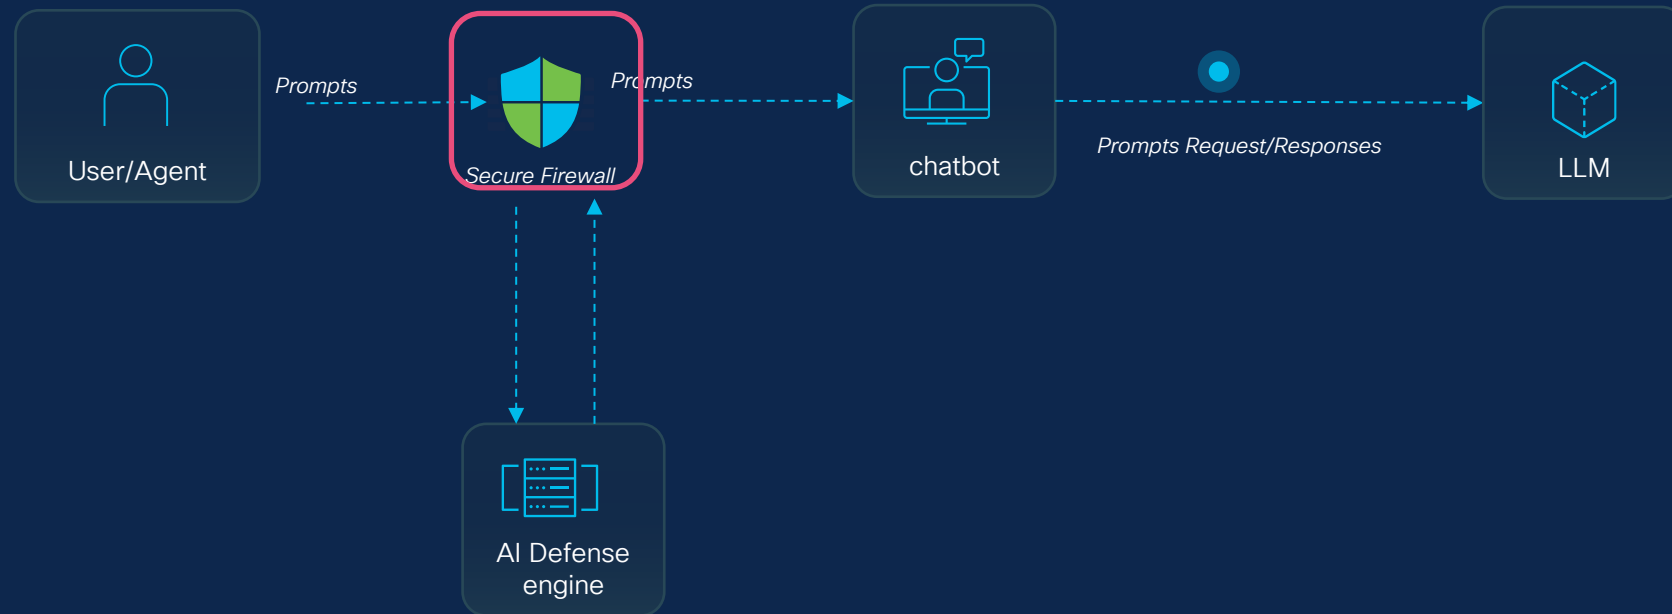 Prompts
Prompts
User/Agent
Secure Firewall
chatbot
Prompts Request/Responses
LLM
AI Defense
engine